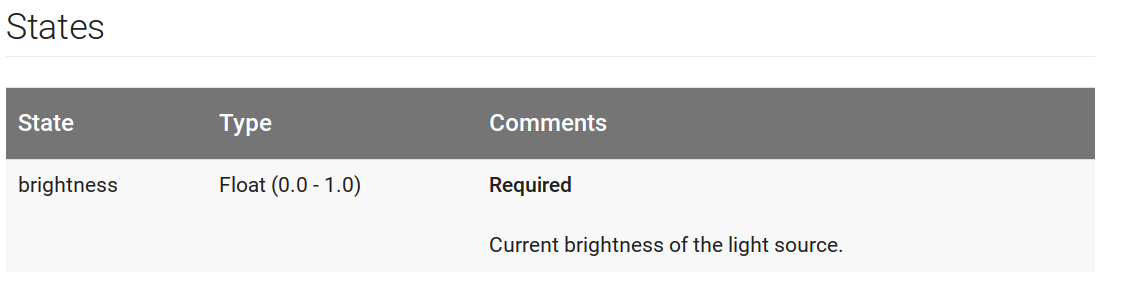 States
State Type Comments
brightness Float (0.0 - 1.0) Required
Current brightness of the light source.